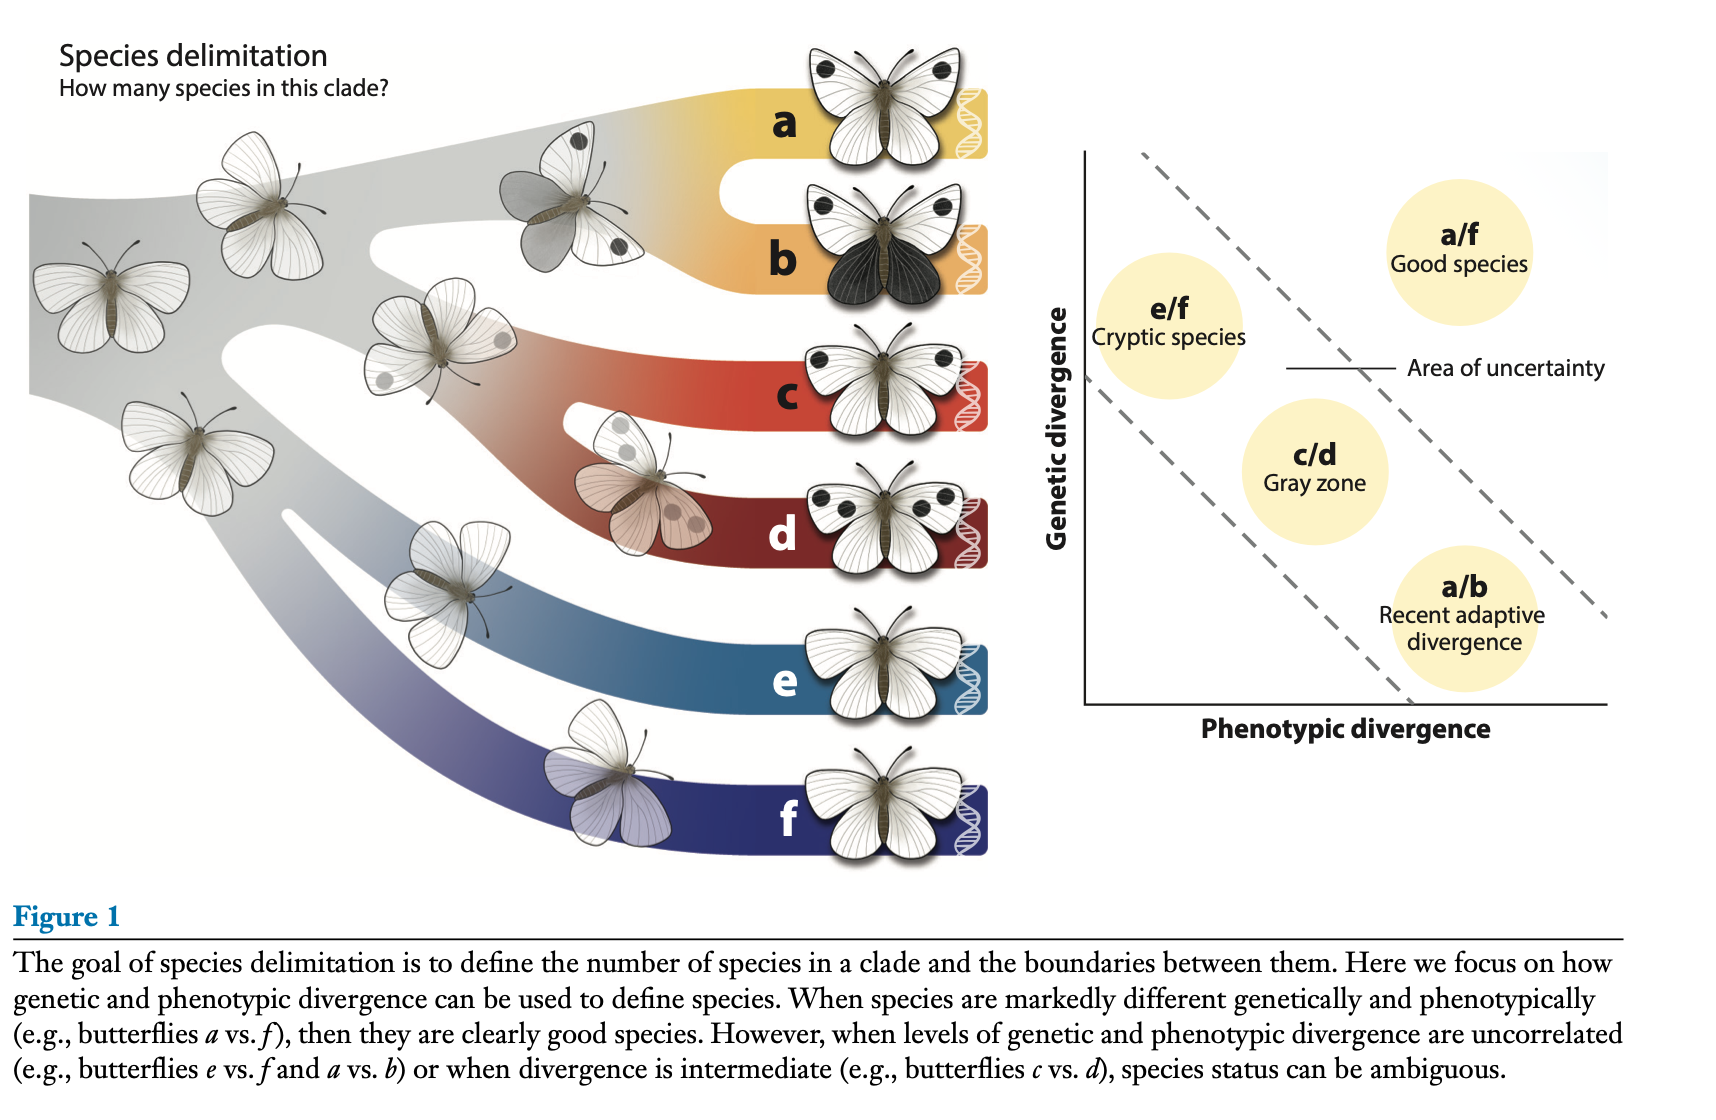 Species delimitation
How many species in this clade?
a
b
c
d
e
f
Genetic divergence
a/f
Good species
e/f
Cryptic species
Area of uncertainty
c/d
Gray zone
a/b
Recent adaptive
divergence
Phenotypic divergence
Figure 1
The goal of species delimitation is to define the number of species in a clade and the boundaries between them. Here we focus on how
genetic and phenotypic divergence can be used to define species. When species are markedly different genetically and phenotypically
(e.g., butterflies a vs. f), then they are clearly good species. However, when levels of genetic and phenotypic divergence are uncorrelated
(e.g., butterflies e vs. f and a vs. b) or when divergence is intermediate (e.g., butterflies c vs. d), species status can be ambiguous.